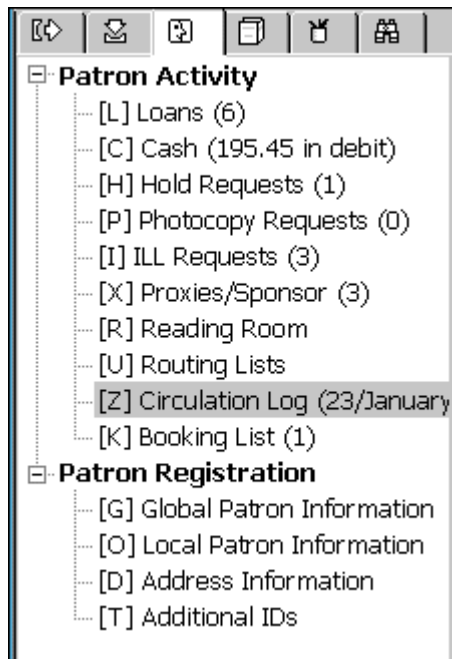 Patron Activity
[L] Loans (6)
[C] Cash (195.45 in debit)
[H] Hold Requests (1)
[P] Photocopy Requests (0)
[I] ILL Requests (3)
[X] Proxies/Sponsor (3)
[R] Reading Room
[U] Routing Lists
[Z] Circulation Log (23/January
[K] Booking List (1)
Patron Registration
[G] Global Patron Information
[O] Local Patron Information
[D] Address Information
[T] Additional IDs